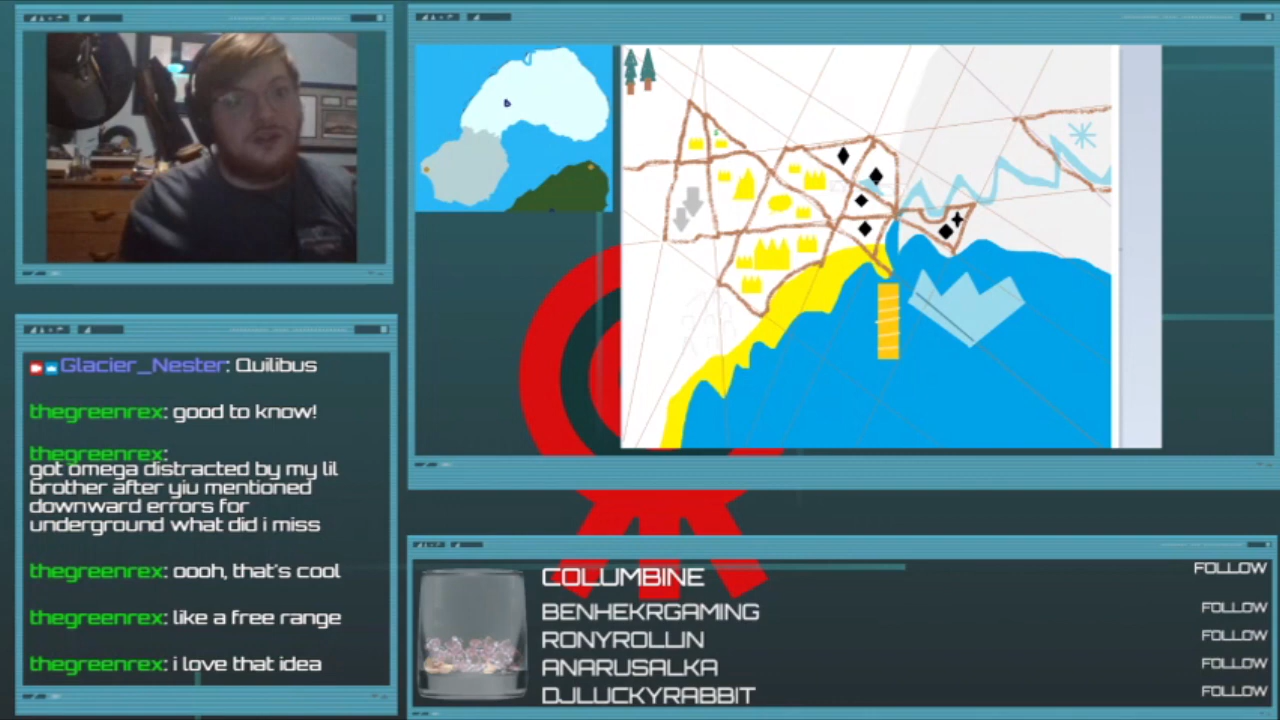 Glacier_Nester: Quilibus
thegreenrex: good to know!
thegreenrex:
got omega distracted by my lil
brother after yiu mentioned
downward errors for
underground what did i miss
thegreenrex: oooh, that's cool
thegreenrex: like a free range
thegreenrex: i love that idea
COLUMBINE FOLLOW
BENHEKRGAMING FOLLOW
RONYROLLIN FOLLOW
ANARUSALKA FOLLOW
DJLUCKYRABBIT FOLLOW